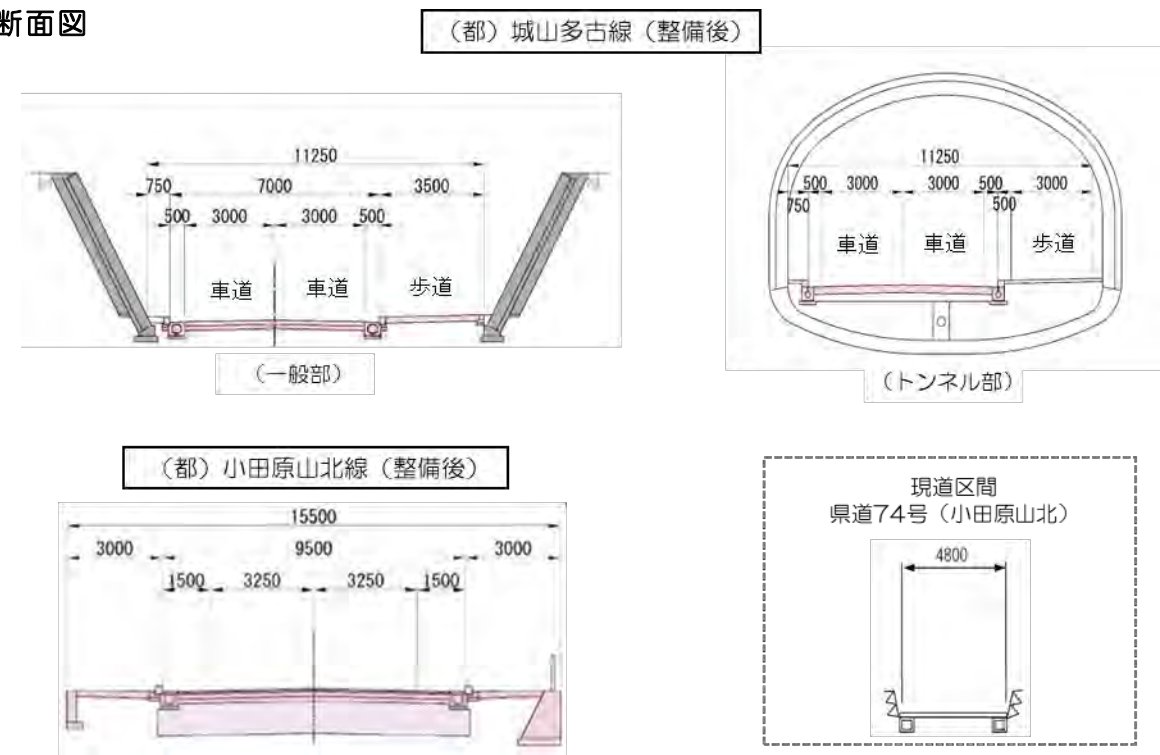 断面図
（都）城山多古線（整備後）
11250
750 7000 3500
500 3000 3000 500
車道 車道 歩道
（一般部）
11250
500 3000 3000 500 3000
750 500
車道 車道 歩道
（トンネル部）
（都）小田原山北線（整備後）
15500
3000 9500 3000
1500 3250 3250 1500
現道区間
県道74号（小田原山北）
4800